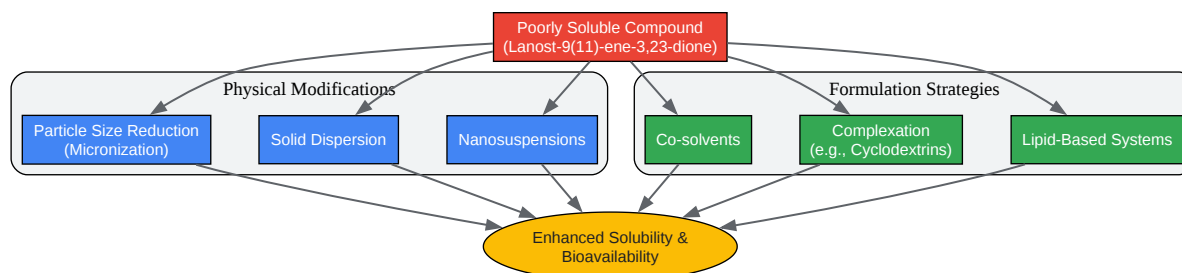 Poorly Soluble Compound
(Lanost-9(11)-ene-3,23-dione)
Physical Modifications
Formulation Strategies
Particle Size Reduction
(Micronization)
Solid Dispersion
Nanosuspensions
Co-solvents
Complexation
(e.g., Cyclodextrins)
Lipid-Based Systems
Enhanced Solubility &
Bioavailability